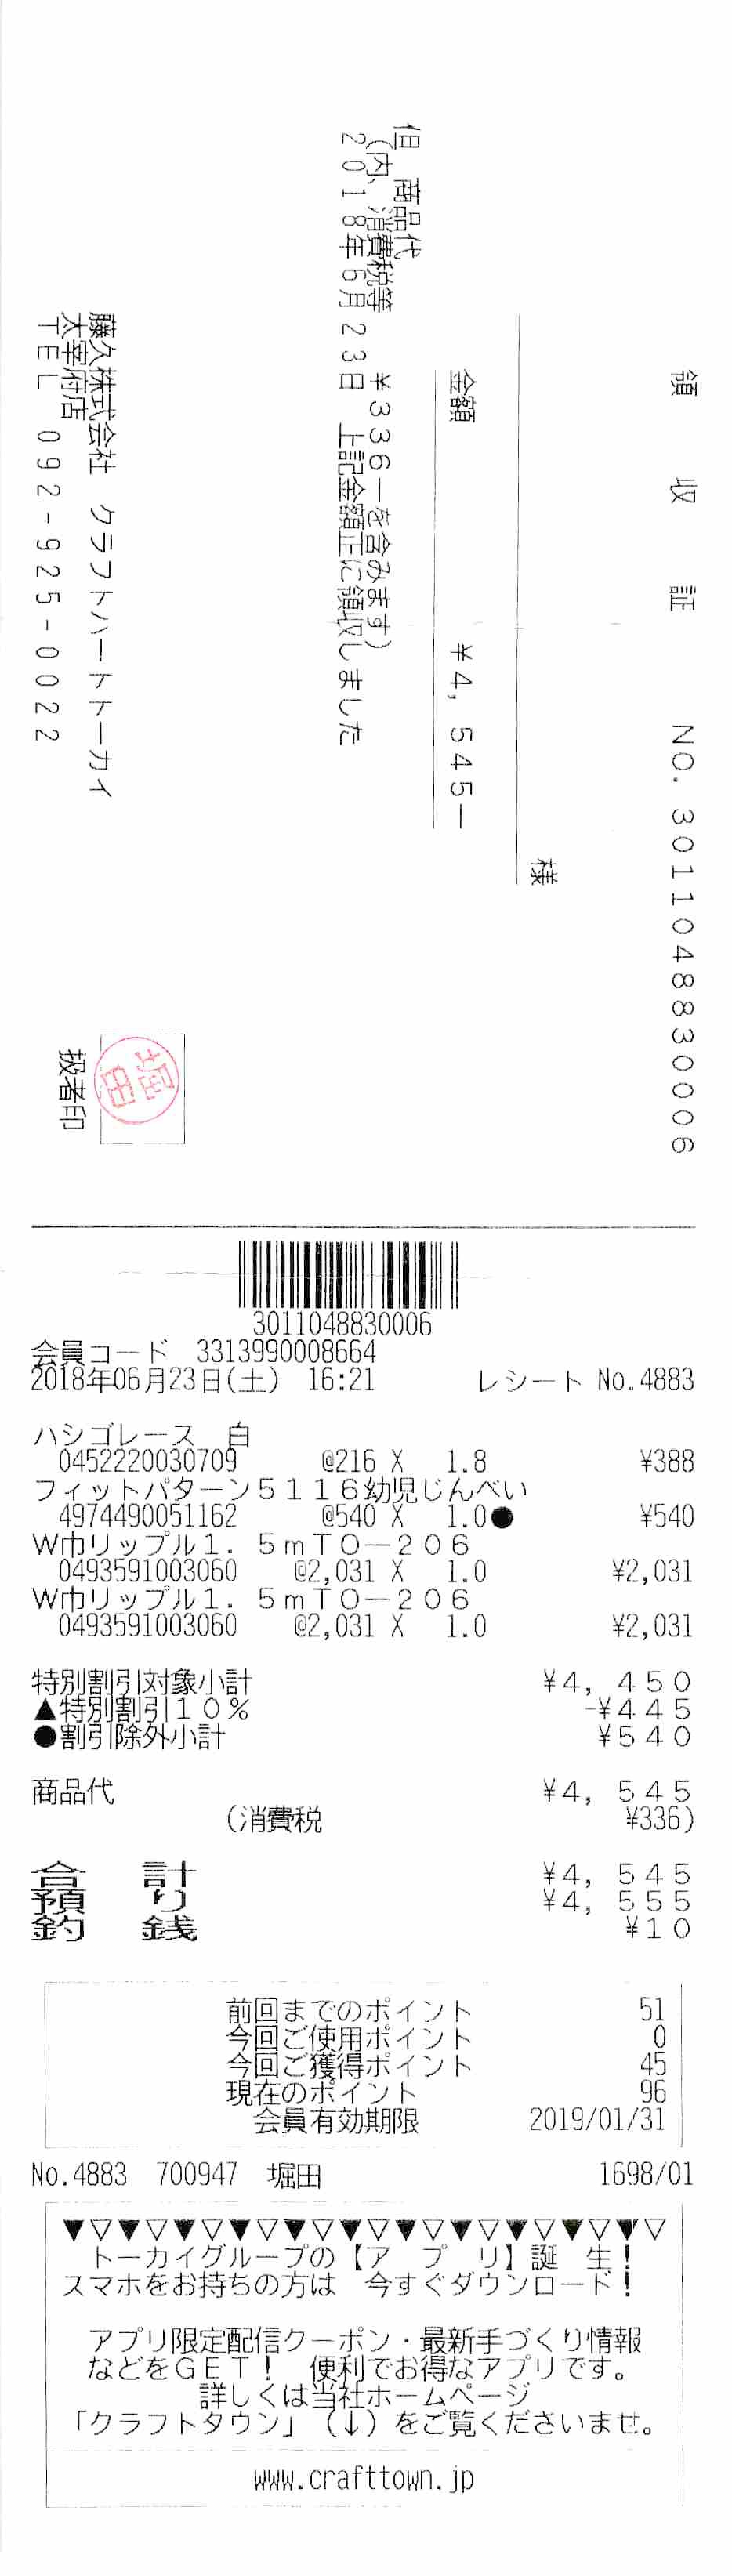 領 収 証 NO. 3011048830006
様
金額 ¥4, 545ー
但 商品代
(内、消費税等 ¥336ーを含みます)
2018年6月23日 上記金額正に領収しました
藤久株式会社 クラフトハートトーカイ
太宰府店
TEL 092-925-0022
扱者印
堀田
3011048830006
会員コード 3313990008664
2018年06月23日(土) 16:21 レシート No.4883
ハシゴレース 白
0452220030709 @216 X 1.8 ¥388
フィットパターン5116幼児じんべい
4974490051162 @540 X 1.0● ¥540
W巾リップル1. 5mTO-206
0493591003060 @2,031 X 1.0 ¥2,031
W巾リップル1. 5mTO-206
0493591003060 @2,031 X 1.0 ¥2,031
特別割引対象小計 ¥4, 450
▲特別割引10% -¥445
●割引除外小計 ¥540
商品代 ¥4, 545
(消費税 ¥336)
合 計 ¥4, 545
預 り ¥4, 555
釣 銭 ¥10
前回までのポイント 51
今回ご使用ポイント 0
今回ご獲得ポイント 45
現在のポイント 96
会員有効期限 2019/01/31
No.4883 700947 堀田 1698/01
▼▽▼▽▼▽▼▽▼▽▼▽▼▽▼▽▼▽▼▽▼▽
トーカイグループの【ア プ リ】誕 生!
スマホをお持ちの方は 今すぐダウンロード!
アプリ限定配信クーポン・最新手づくり情報
などをGET! 便利でお得なアプリです。
詳しくは当社ホームページ
「クラフトタウン」(↓)をご覧くださいませ。
www.crafttown.jp